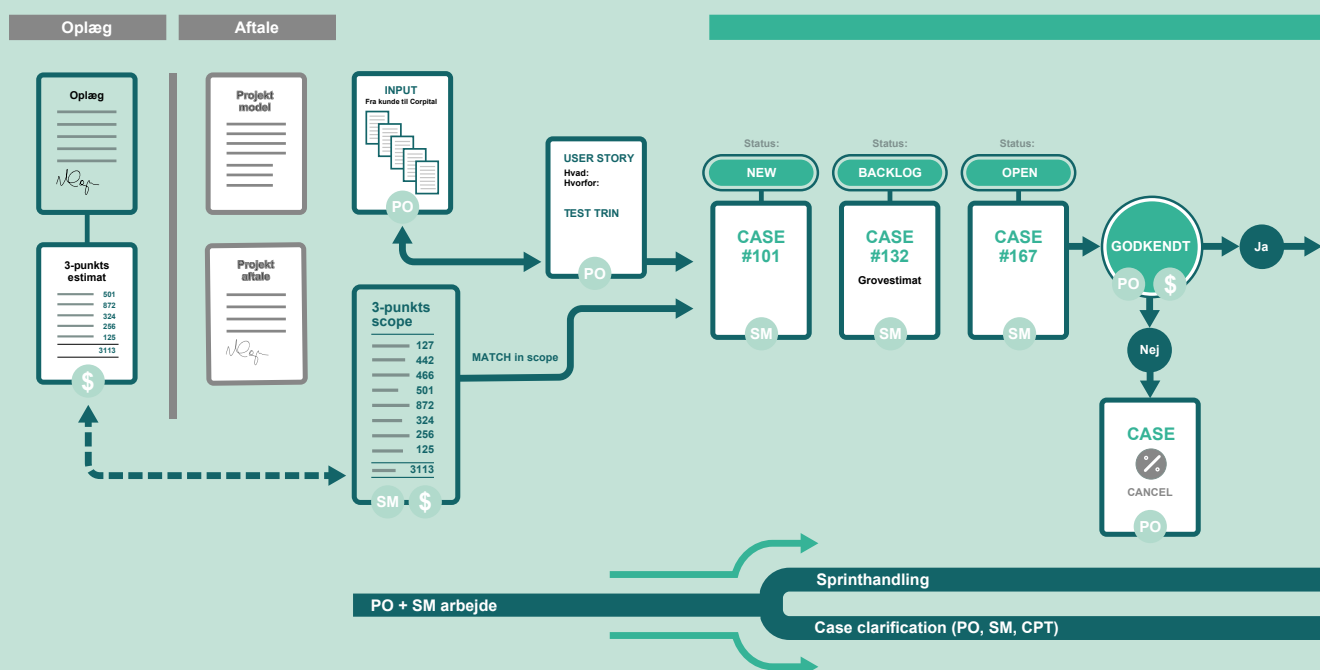 Oplæg
Aftale
Oplæg
3-punkts
estimat
501
872
324
256
125
3113
$
Projekt
model
Projekt
aftale
INPUT
Fra kunde til Corpital
PO
3-punkts
scope
127
442
466
501
872
324
256
125
3113
SM
$
MATCH in scope
USER STORY
Hvad:
Hvorfor:
TEST TRIN
PO
Status:
NEW
CASE
#101
SM
Status:
BACKLOG
CASE
#132
Grovestimat
SM
Status:
OPEN
CASE
#167
SM
GODKENDT
PO
$
Ja
Nej
CASE
%
CANCEL
PO
PO + SM arbejde
Sprinthandling
Case clarification (PO, SM, CPT)